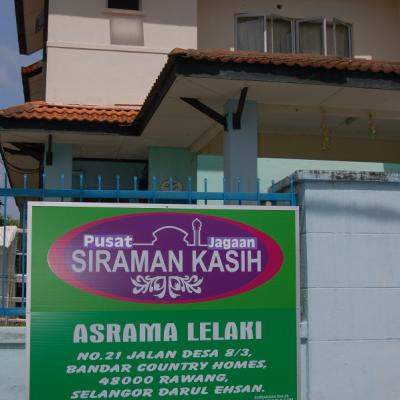 Pusat Jagaan
SIRAMAN KASIH
ASRAMA LELAKI
NO.21 JALAN DESA 8/3,
BANDAR COUNTRY HOMES,
48000 RAWANG,
SELANGOR DARUL EHSAN.